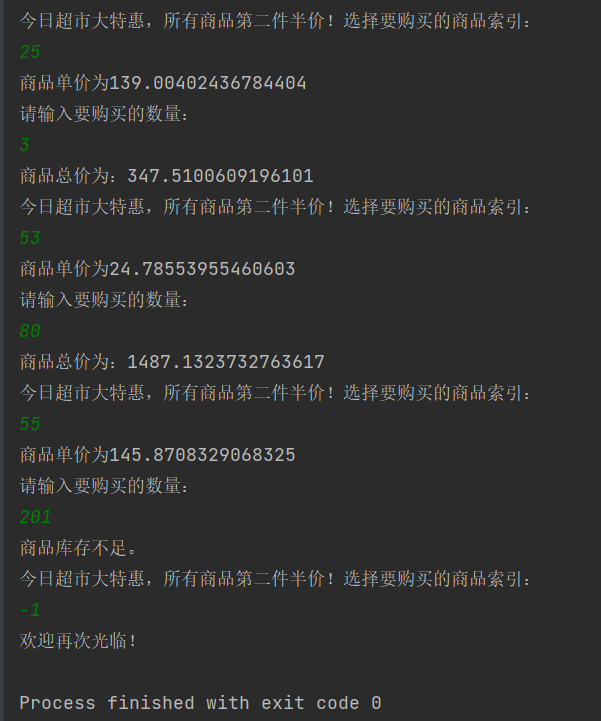 今日超市大特惠，所有商品第二件半价！选择要购买的商品索引：
25
商品单价为139.00402436784404
请输入要购买的数量：
3
商品总价为：347.5100609196101
今日超市大特惠，所有商品第二件半价！选择要购买的商品索引：
53
商品单价为24.78553955460603
请输入要购买的数量：
80
商品总价为：1487.1323732763617
今日超市大特惠，所有商品第二件半价！选择要购买的商品索引：
55
商品单价为145.8708329068325
请输入要购买的数量：
201
商品库存不足。
今日超市大特惠，所有商品第二件半价！选择要购买的商品索引：
-1
欢迎再次光临！
Process finished with exit code 0